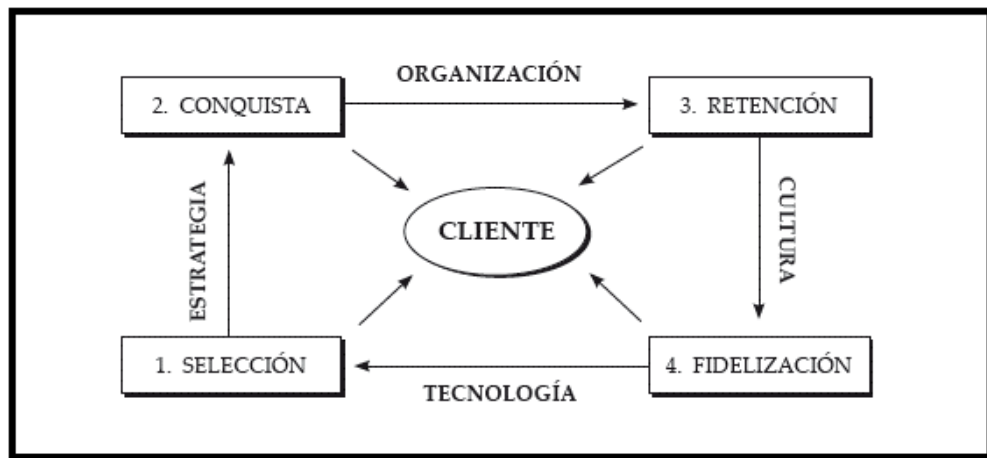 ORGANIZACIÓN
2. CONQUISTA
3. RETENCIÓN
ESTRATEGIA
CLIENTE
CULTURA
1. SELECCIÓN
4. FIDELIZACIÓN
TECNOLOGÍA